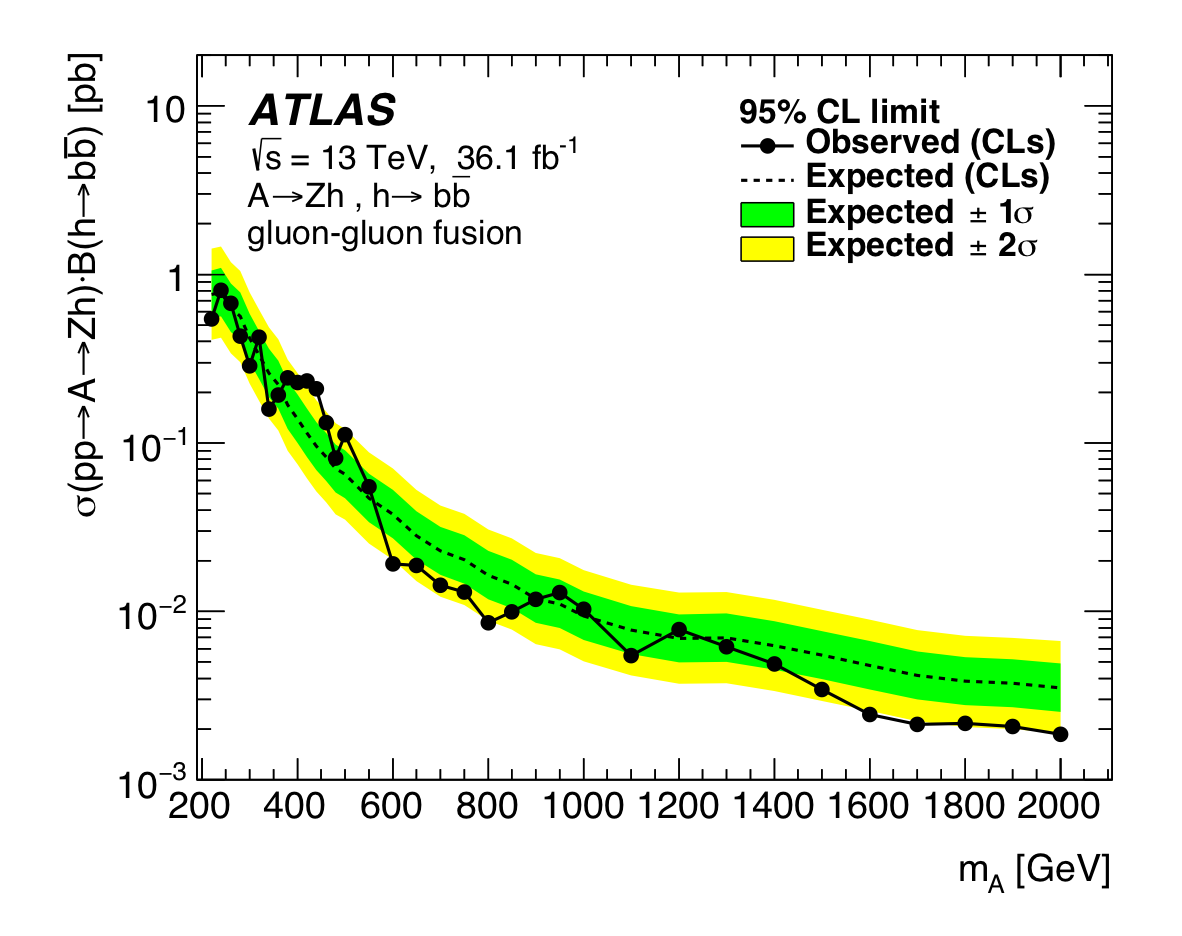 σ(pp→A→Zh)·B(h→bb̅) [pb]
ATLAS
√s = 13 TeV, 36.1 fb⁻¹
A→Zh , h→ bb̅
gluon-gluon fusion
95% CL limit
Observed (CLs)
Expected (CLs)
Expected ± 1σ
Expected ± 2σ
10
1
10⁻¹
10⁻²
10⁻³
200 400 600 800 1000 1200 1400 1600 1800 2000
m_A [GeV]